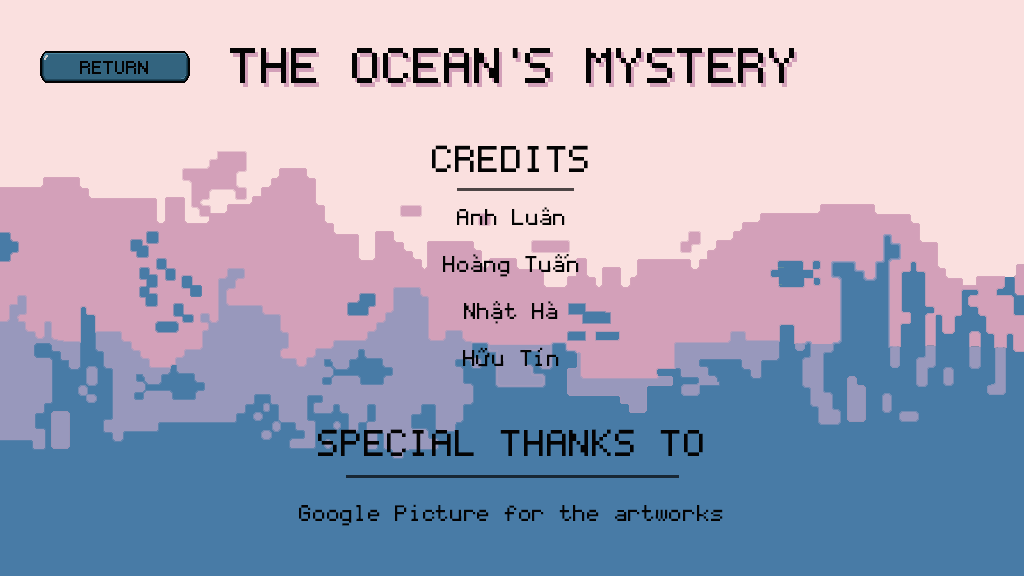 RETURN
THE OCEAN'S MYSTERY
CREDITS
Anh Luân
Hoàng Tuấn
Nhật Hà
Hữu Tín
SPECIAL THANKS TO
Google Picture for the artworks